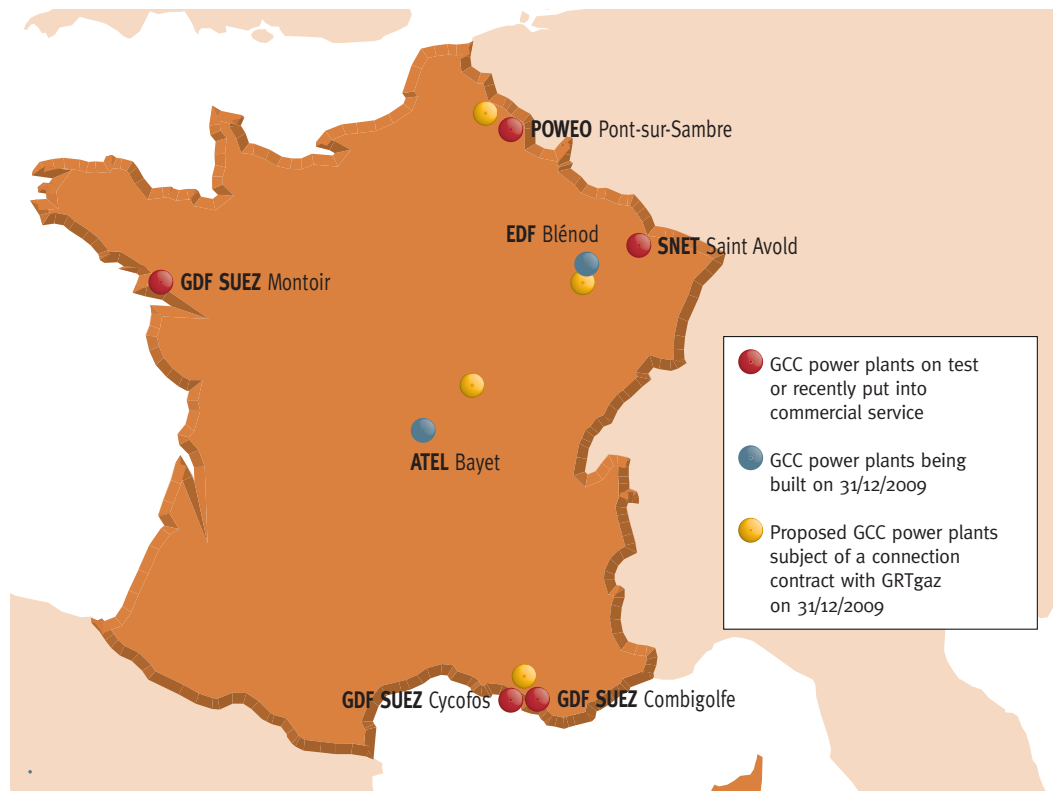 POWEO Pont-sur-Sambre
EDF Blénod
SNET Saint Avold
GDF SUEZ Montoir
GCC power plants on test
or recently put into
commercial service
ATEL Bayet
GCC power plants being
built on 31/12/2009
Proposed GCC power plants
subject of a connection
contract with GRTgaz
on 31/12/2009
GDF SUEZ Cycofos
GDF SUEZ Combigolfe